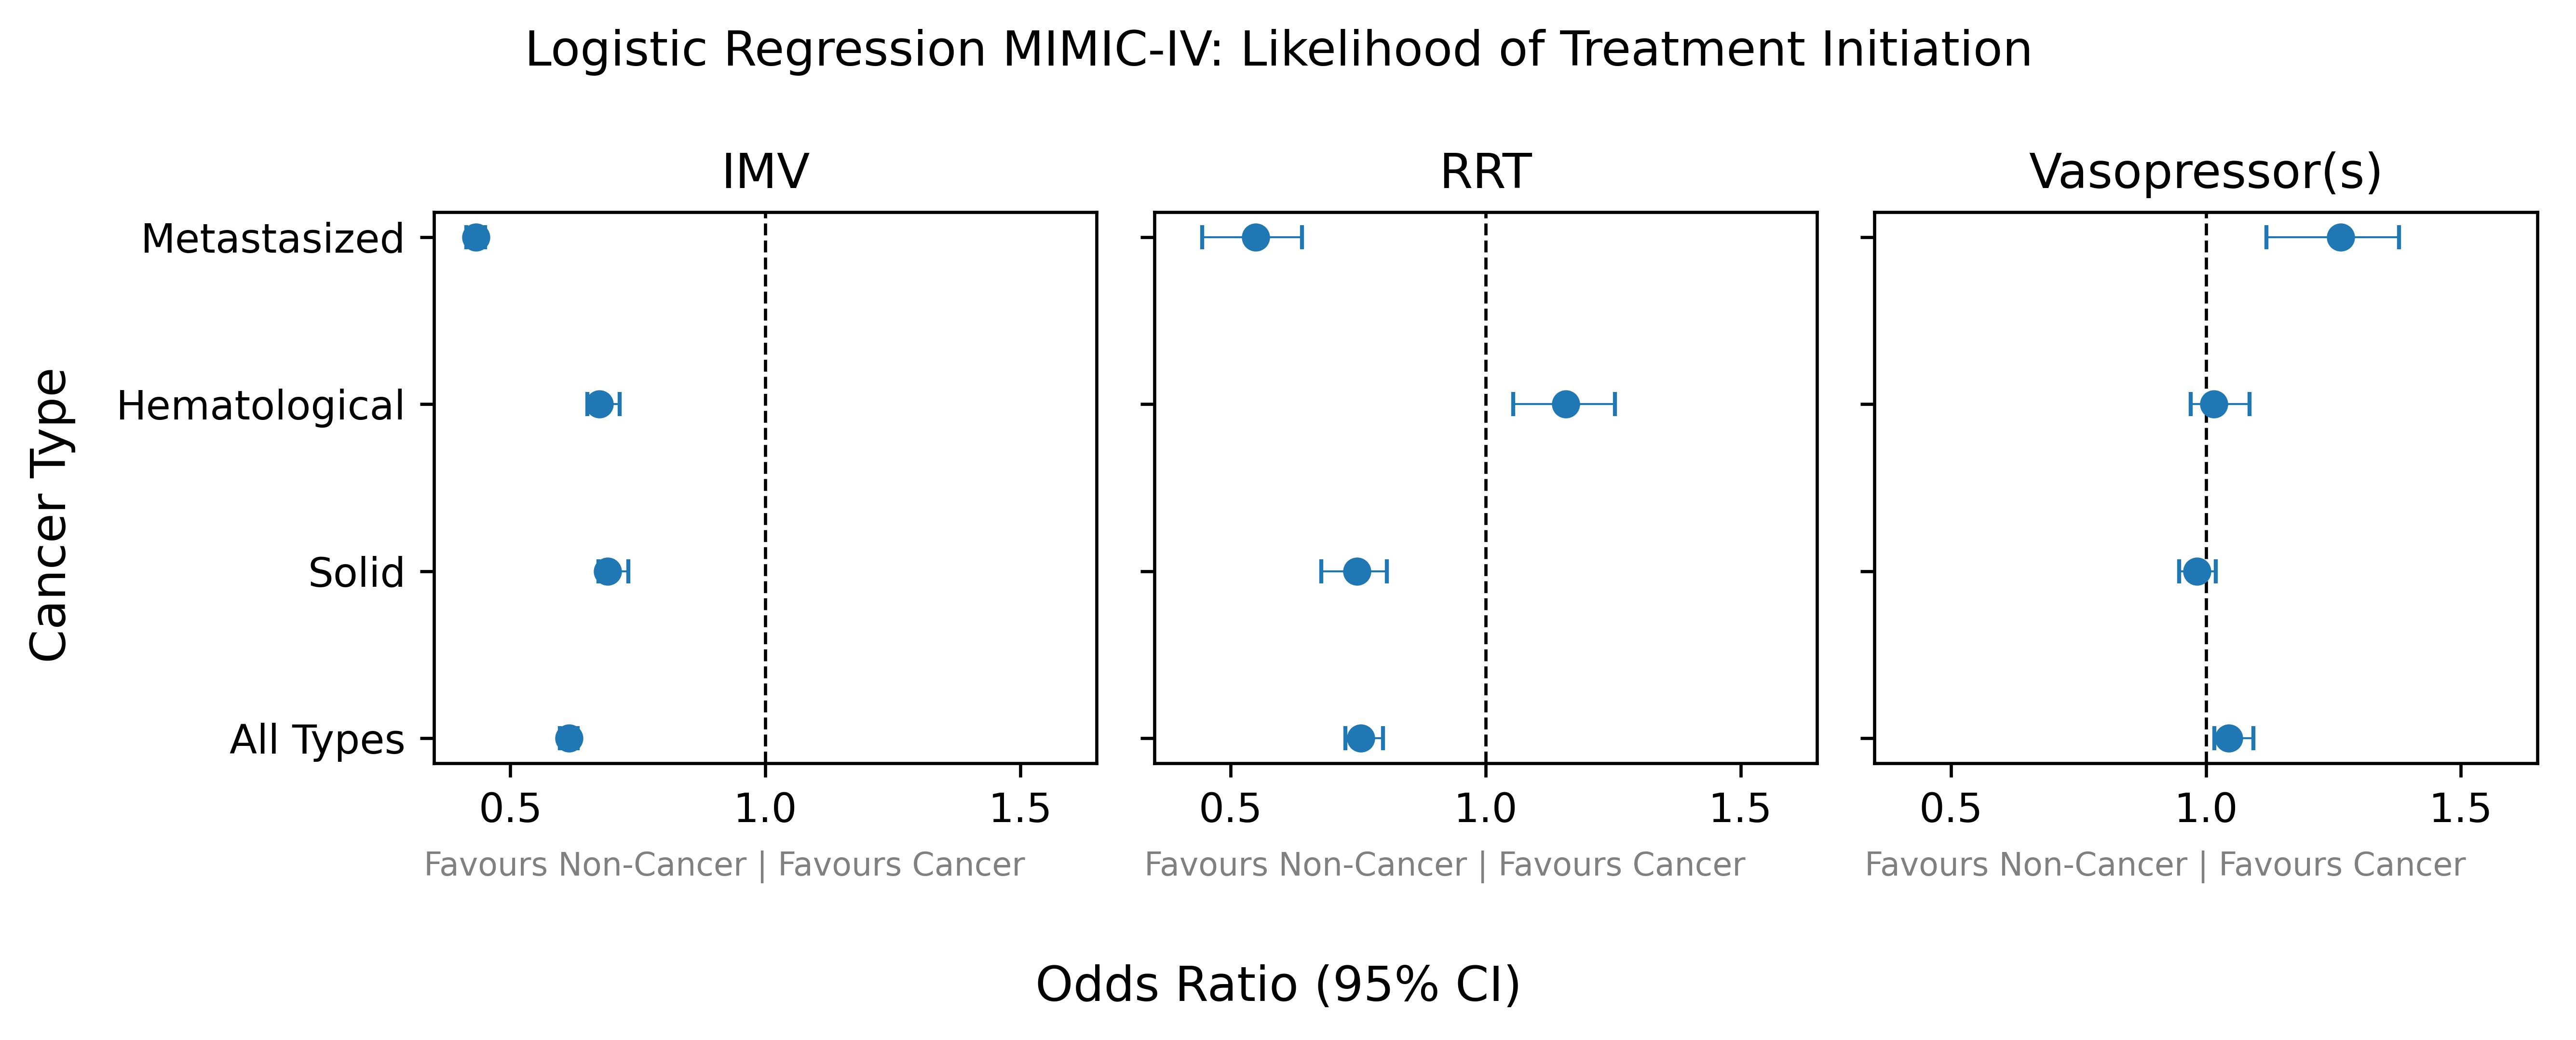 Logistic Regression MIMIC-IV: Likelihood of Treatment Initiation
IMV
RRT
Vasopressor(s)
Cancer Type
Metastasized
Hematological
Solid
All Types
0.5 1.0 1.5
0.5 1.0 1.5
0.5 1.0 1.5
Favours Non-Cancer | Favours Cancer
Favours Non-Cancer | Favours Cancer
Favours Non-Cancer | Favours Cancer
Odds Ratio (95% CI)